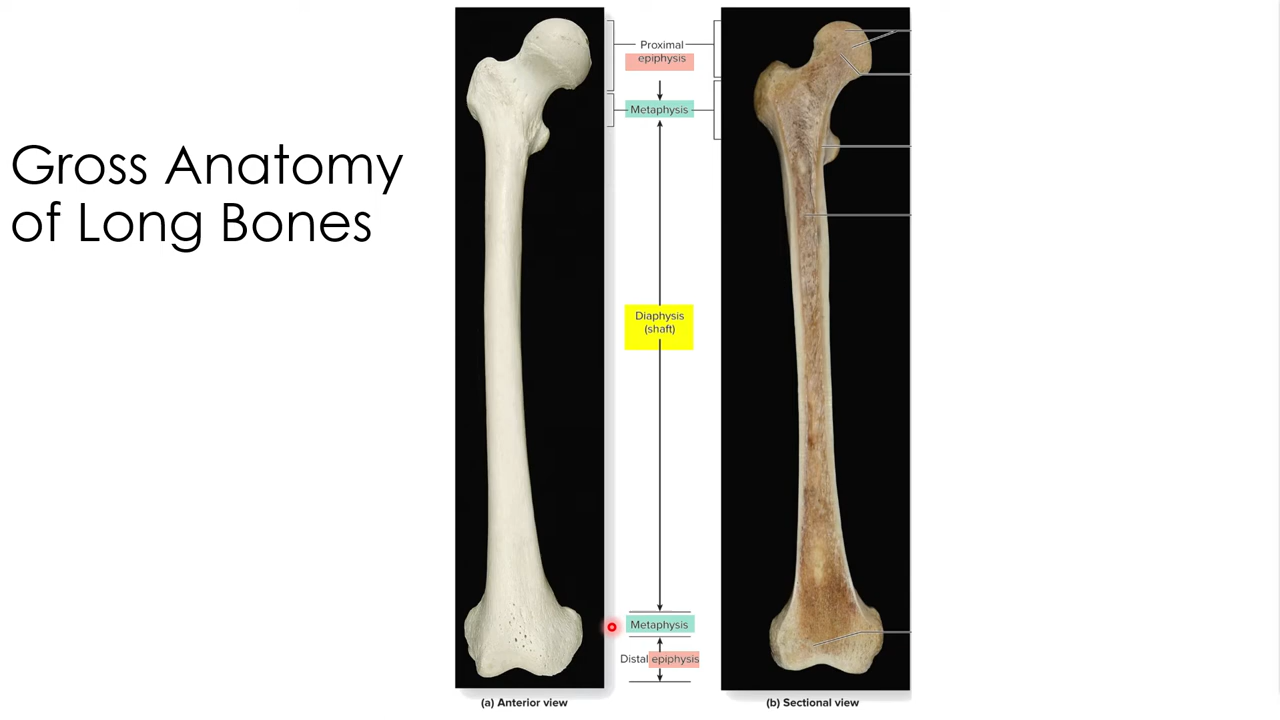 Gross Anatomy
of Long Bones
Proximal
epiphysis
Metaphysis
Diaphysis
(shaft)
Metaphysis
Distal epiphysis
(a) Anterior view
(b) Sectional view